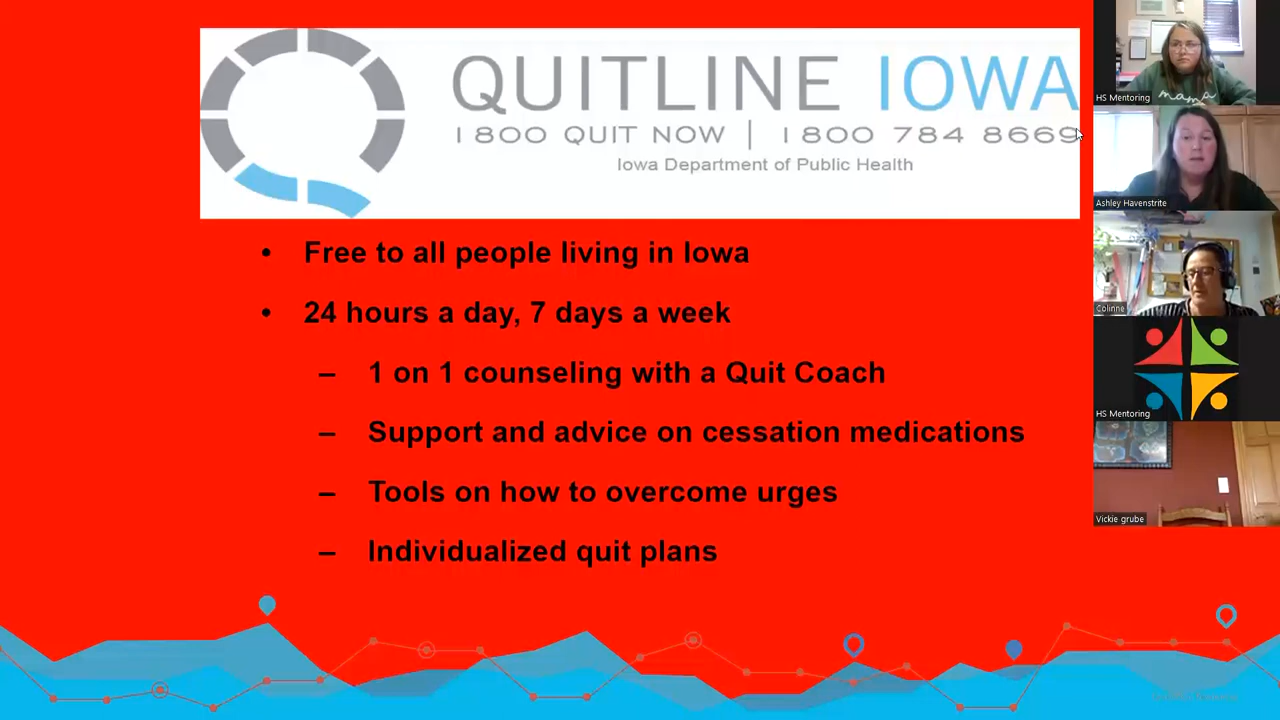 QUITLINE IOWA
1 800 QUIT NOW | 1 800 784 8669
Iowa Department of Public Health
• Free to all people living in Iowa
• 24 hours a day, 7 days a week
– 1 on 1 counseling with a Quit Coach
– Support and advice on cessation medications
– Tools on how to overcome urges
– Individualized quit plans
mama
HS Mentoring
Ashley Havenstrite
Colinne
HS Mentoring
Vickie grube